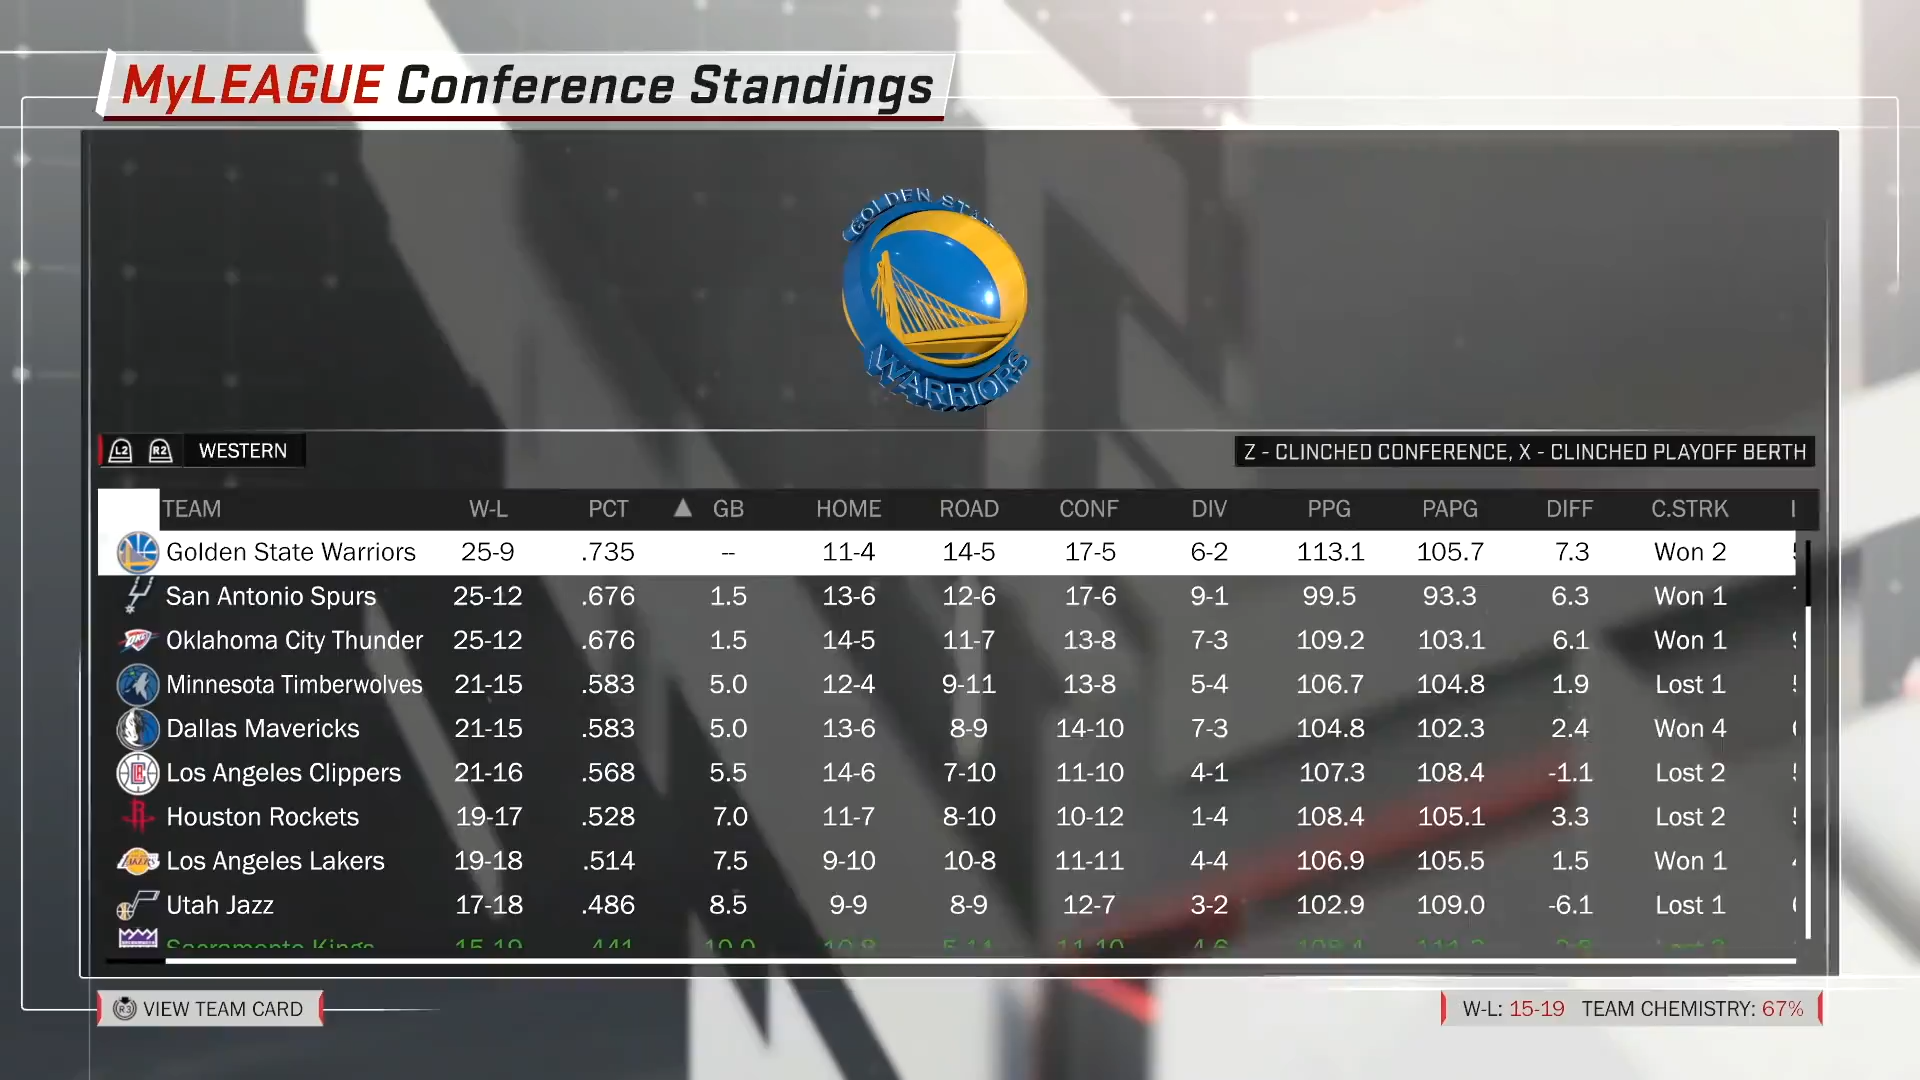 MyLEAGUE Conference Standings
GOLDEN STATE
WARRIORS
L2 R2 WESTERN
Z - CLINCHED CONFERENCE, X - CLINCHED PLAYOFF BERTH
TEAM W-L PCT GB HOME ROAD CONF DIV PPG PAPG DIFF C.STRK
Golden State Warriors 25-9 .735 -- 11-4 14-5 17-5 6-2 113.1 105.7 7.3 Won 2
San Antonio Spurs 25-12 .676 1.5 13-6 12-6 17-6 9-1 99.5 93.3 6.3 Won 1
Oklahoma City Thunder 25-12 .676 1.5 14-5 11-7 13-8 7-3 109.2 103.1 6.1 Won 1
Minnesota Timberwolves 21-15 .583 5.0 12-4 9-11 13-8 5-4 106.7 104.8 1.9 Lost 1
Dallas Mavericks 21-15 .583 5.0 13-6 8-9 14-10 7-3 104.8 102.3 2.4 Won 4
Los Angeles Clippers 21-16 .568 5.5 14-6 7-10 11-10 4-1 107.3 108.4 -1.1 Lost 2
Houston Rockets 19-17 .528 7.0 11-7 8-10 10-12 1-4 108.4 105.1 3.3 Lost 2
Los Angeles Lakers 19-18 .514 7.5 9-10 10-8 11-11 4-4 106.9 105.5 1.5 Won 1
Utah Jazz 17-18 .486 8.5 9-9 8-9 12-7 3-2 102.9 109.0 -6.1 Lost 1
Sacramento Kings 15-19 .441 10.0
R3 VIEW TEAM CARD
W-L: 15-19 TEAM CHEMISTRY: 67%